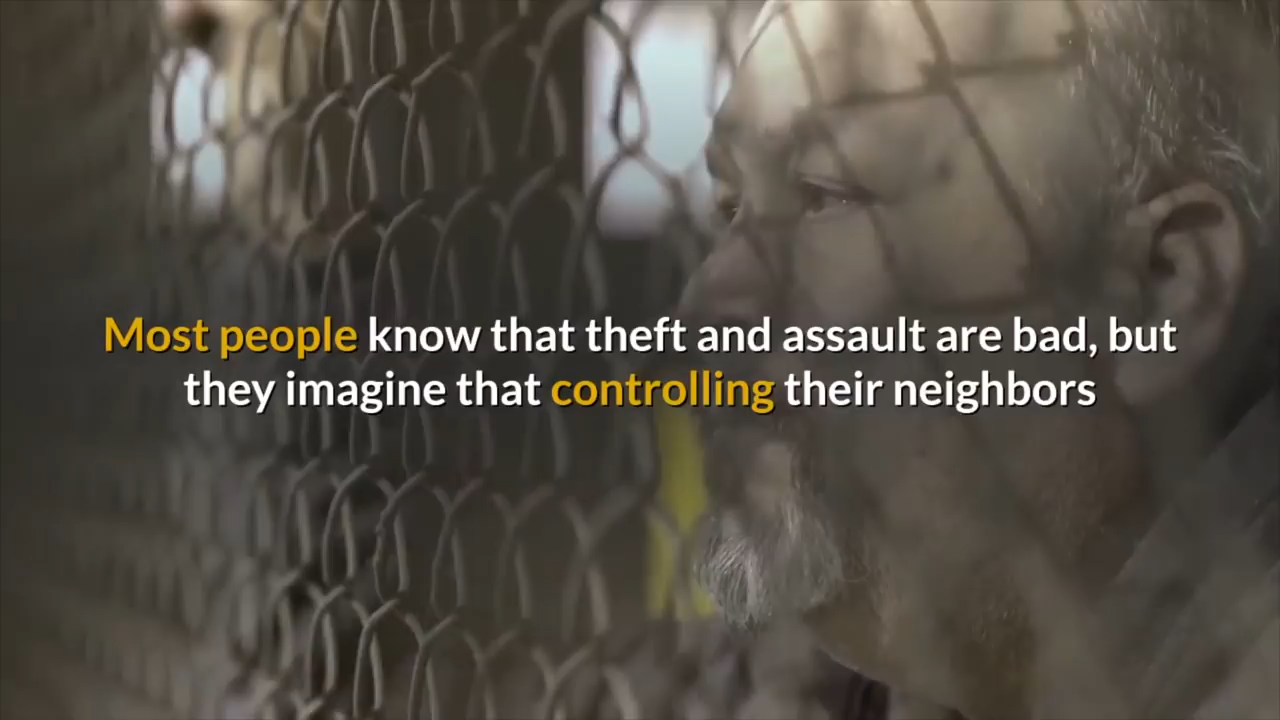 Most people know that theft and assault are bad, but
they imagine that controlling their neighbors